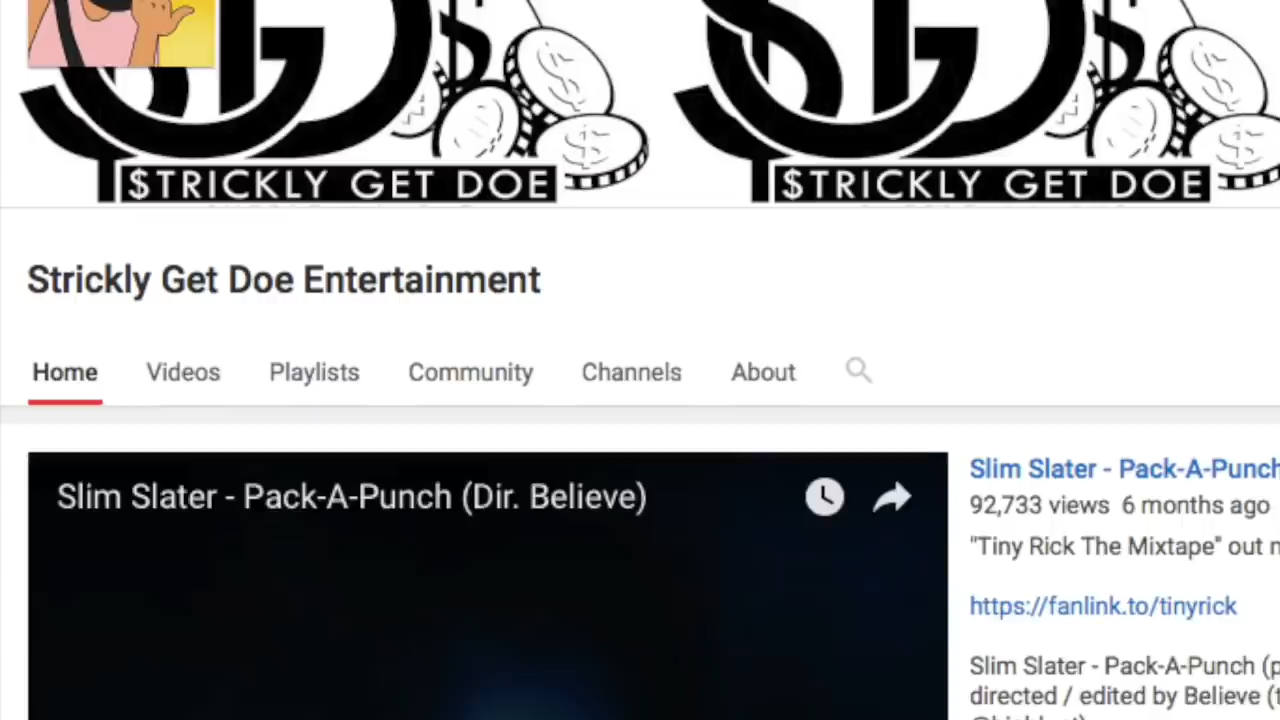 $TRICKLY GET DOE $TRICKLY GET DOE
Strickly Get Doe Entertainment
Home Videos Playlists Community Channels About
Slim Slater - Pack-A-Punch (Dir. Believe)
Slim Slater - Pack-A-Punch
92,733 views 6 months ago
"Tiny Rick The Mixtape" out
https://fanlink.to/tinyrick
Slim Slater - Pack-A-Punch (p
directed / edited by Believe (